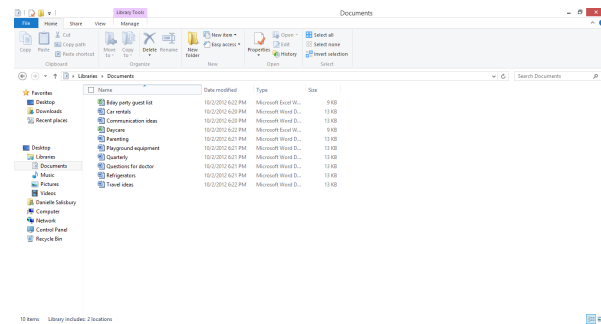 Library Tools
Documents
File Home Share View Manage
Copy Paste Cut
Copy path
Paste shortcut
Move to Copy to Delete Rename
New folder New item
Easy access
Properties Open
Edit
History
Select all
Select none
Invert selection
Clipboard Organize New Open Select
Libraries Documents Search Documents
Name Date modified Type Size
Favorites
Desktop
Downloads
Recent places
Desktop
Libraries
Documents
Music
Pictures
Videos
Danielle Salisbury
Computer
Network
Control Panel
Recycle Bin
Bday party guest list 10/2/2012 6:22 PM Microsoft Excel W... 9 KB
Car rentals 10/2/2012 6:20 PM Microsoft Word D... 13 KB
Communication ideas 10/2/2012 6:20 PM Microsoft Word D... 13 KB
Daycare 10/2/2012 6:22 PM Microsoft Excel W... 9 KB
Parenting 10/2/2012 6:21 PM Microsoft Word D... 13 KB
Playground equipment 10/2/2012 6:21 PM Microsoft Word D... 13 KB
Quarterly 10/2/2012 6:21 PM Microsoft Word D... 13 KB
Questions for doctor 10/2/2012 6:21 PM Microsoft Word D... 13 KB
Refrigerators 10/2/2012 6:21 PM Microsoft Word D... 13 KB
Travel ideas 10/2/2012 6:22 PM Microsoft Word D... 13 KB
10 items Library includes: 2 locations